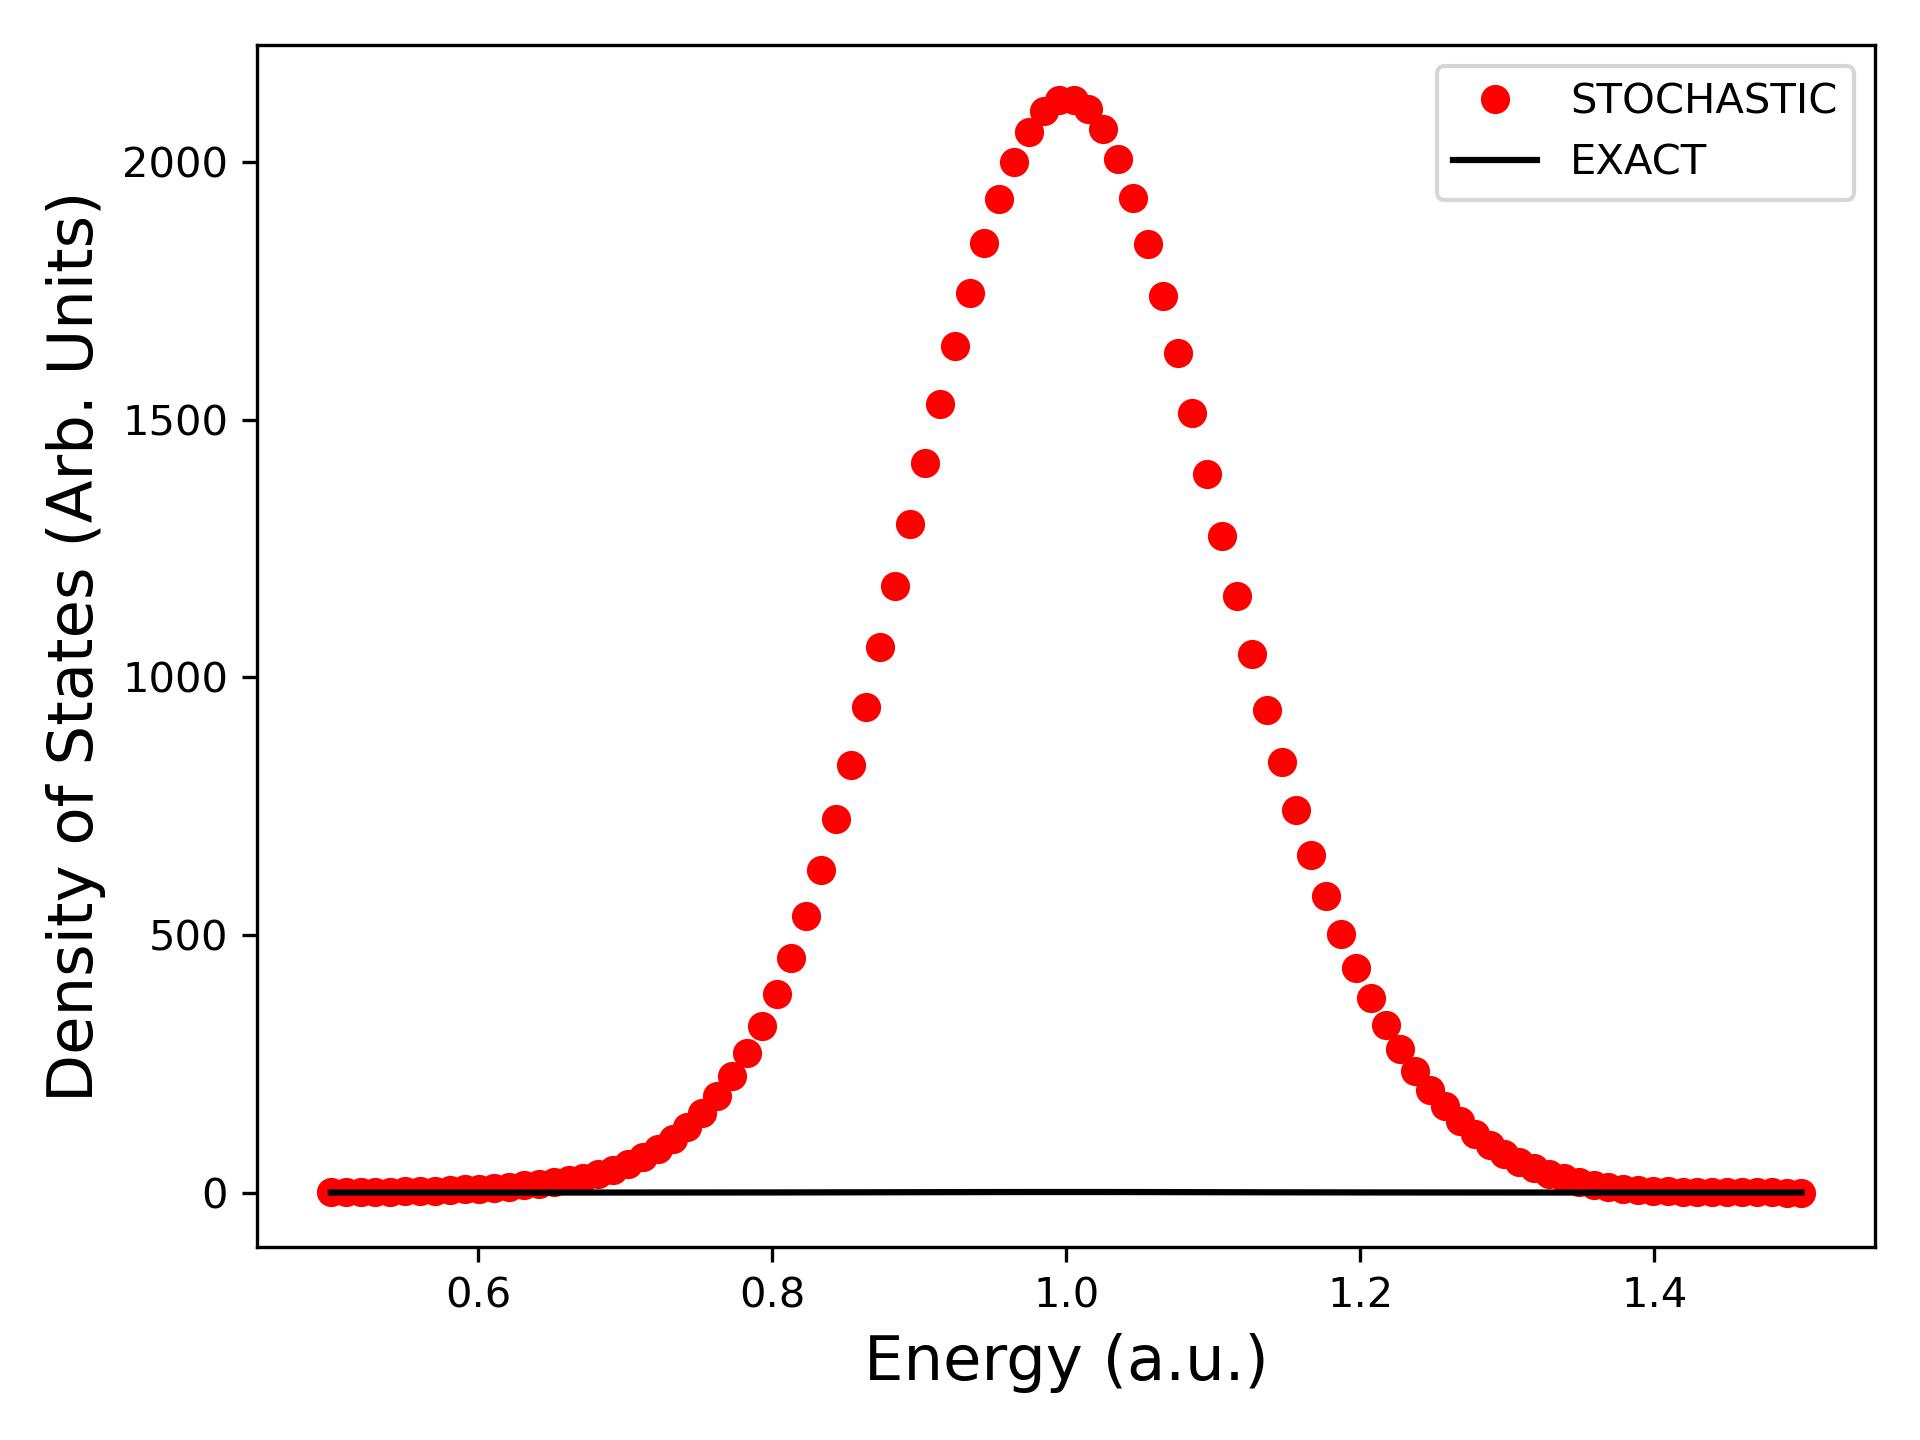 STOCHASTIC
EXACT
Density of States (Arb. Units)
2000
1500
1000
500
0
0.6 0.8 1.0 1.2 1.4
Energy (a.u.)